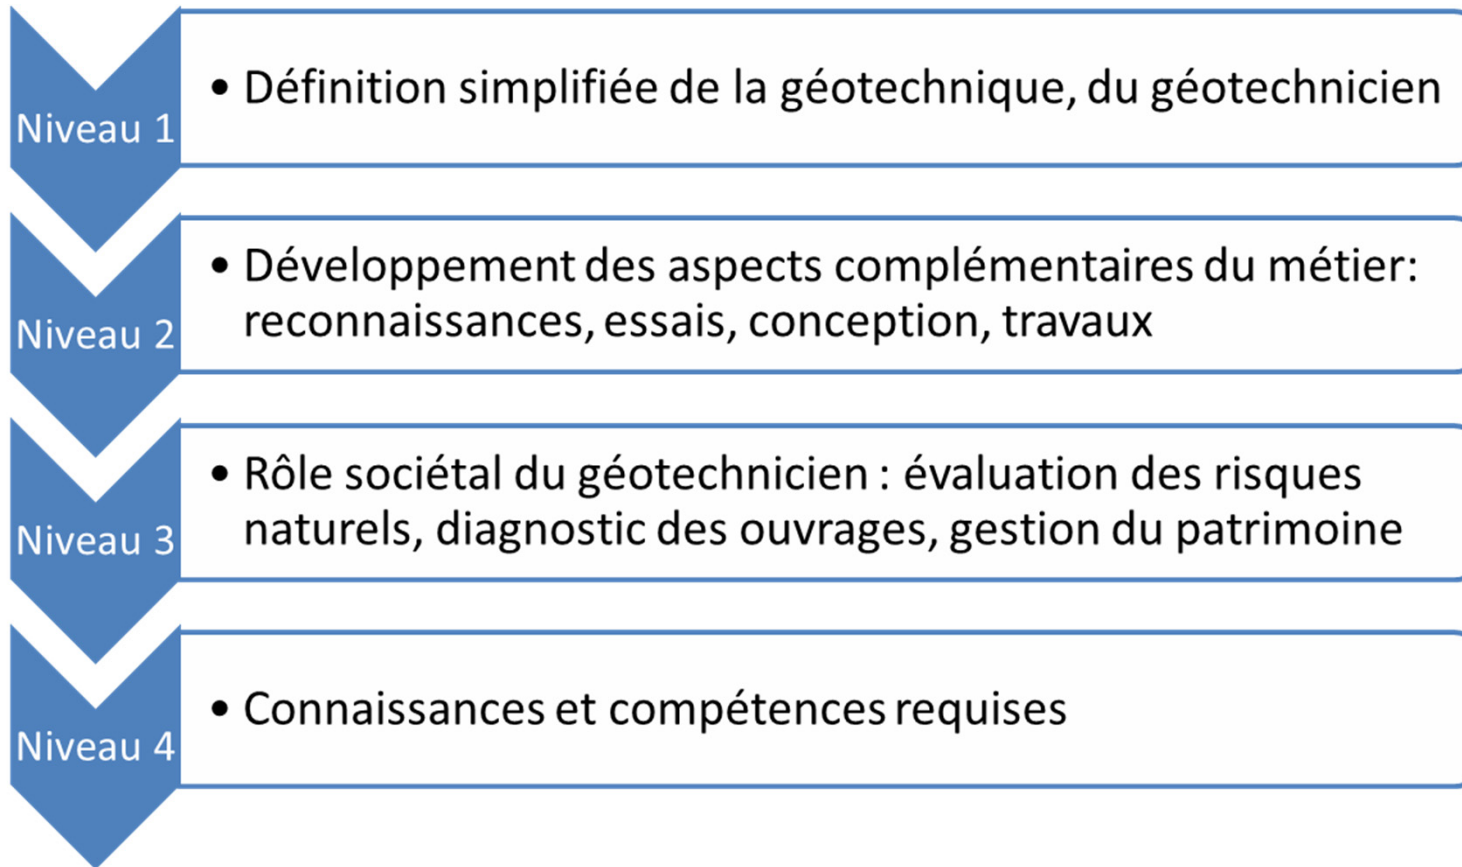 Niveau 1
• Définition simplifiée de la géotechnique, du géotechnicien
Niveau 2
• Développement des aspects complémentaires du métier:
reconnaissances, essais, conception, travaux
Niveau 3
• Rôle sociétal du géotechnicien : évaluation des risques
naturels, diagnostic des ouvrages, gestion du patrimoine
Niveau 4
• Connaissances et compétences requises